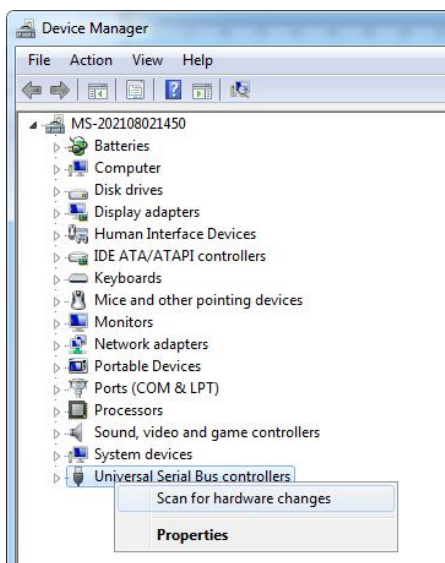 Device Manager
File Action View Help
MS-202108021450
Batteries
Computer
Disk drives
Display adapters
Human Interface Devices
IDE ATA/ATAPI controllers
Keyboards
Mice and other pointing devices
Monitors
Network adapters
Portable Devices
Ports (COM & LPT)
Processors
Sound, video and game controllers
System devices
Universal Serial Bus controllers
Scan for hardware changes
Properties